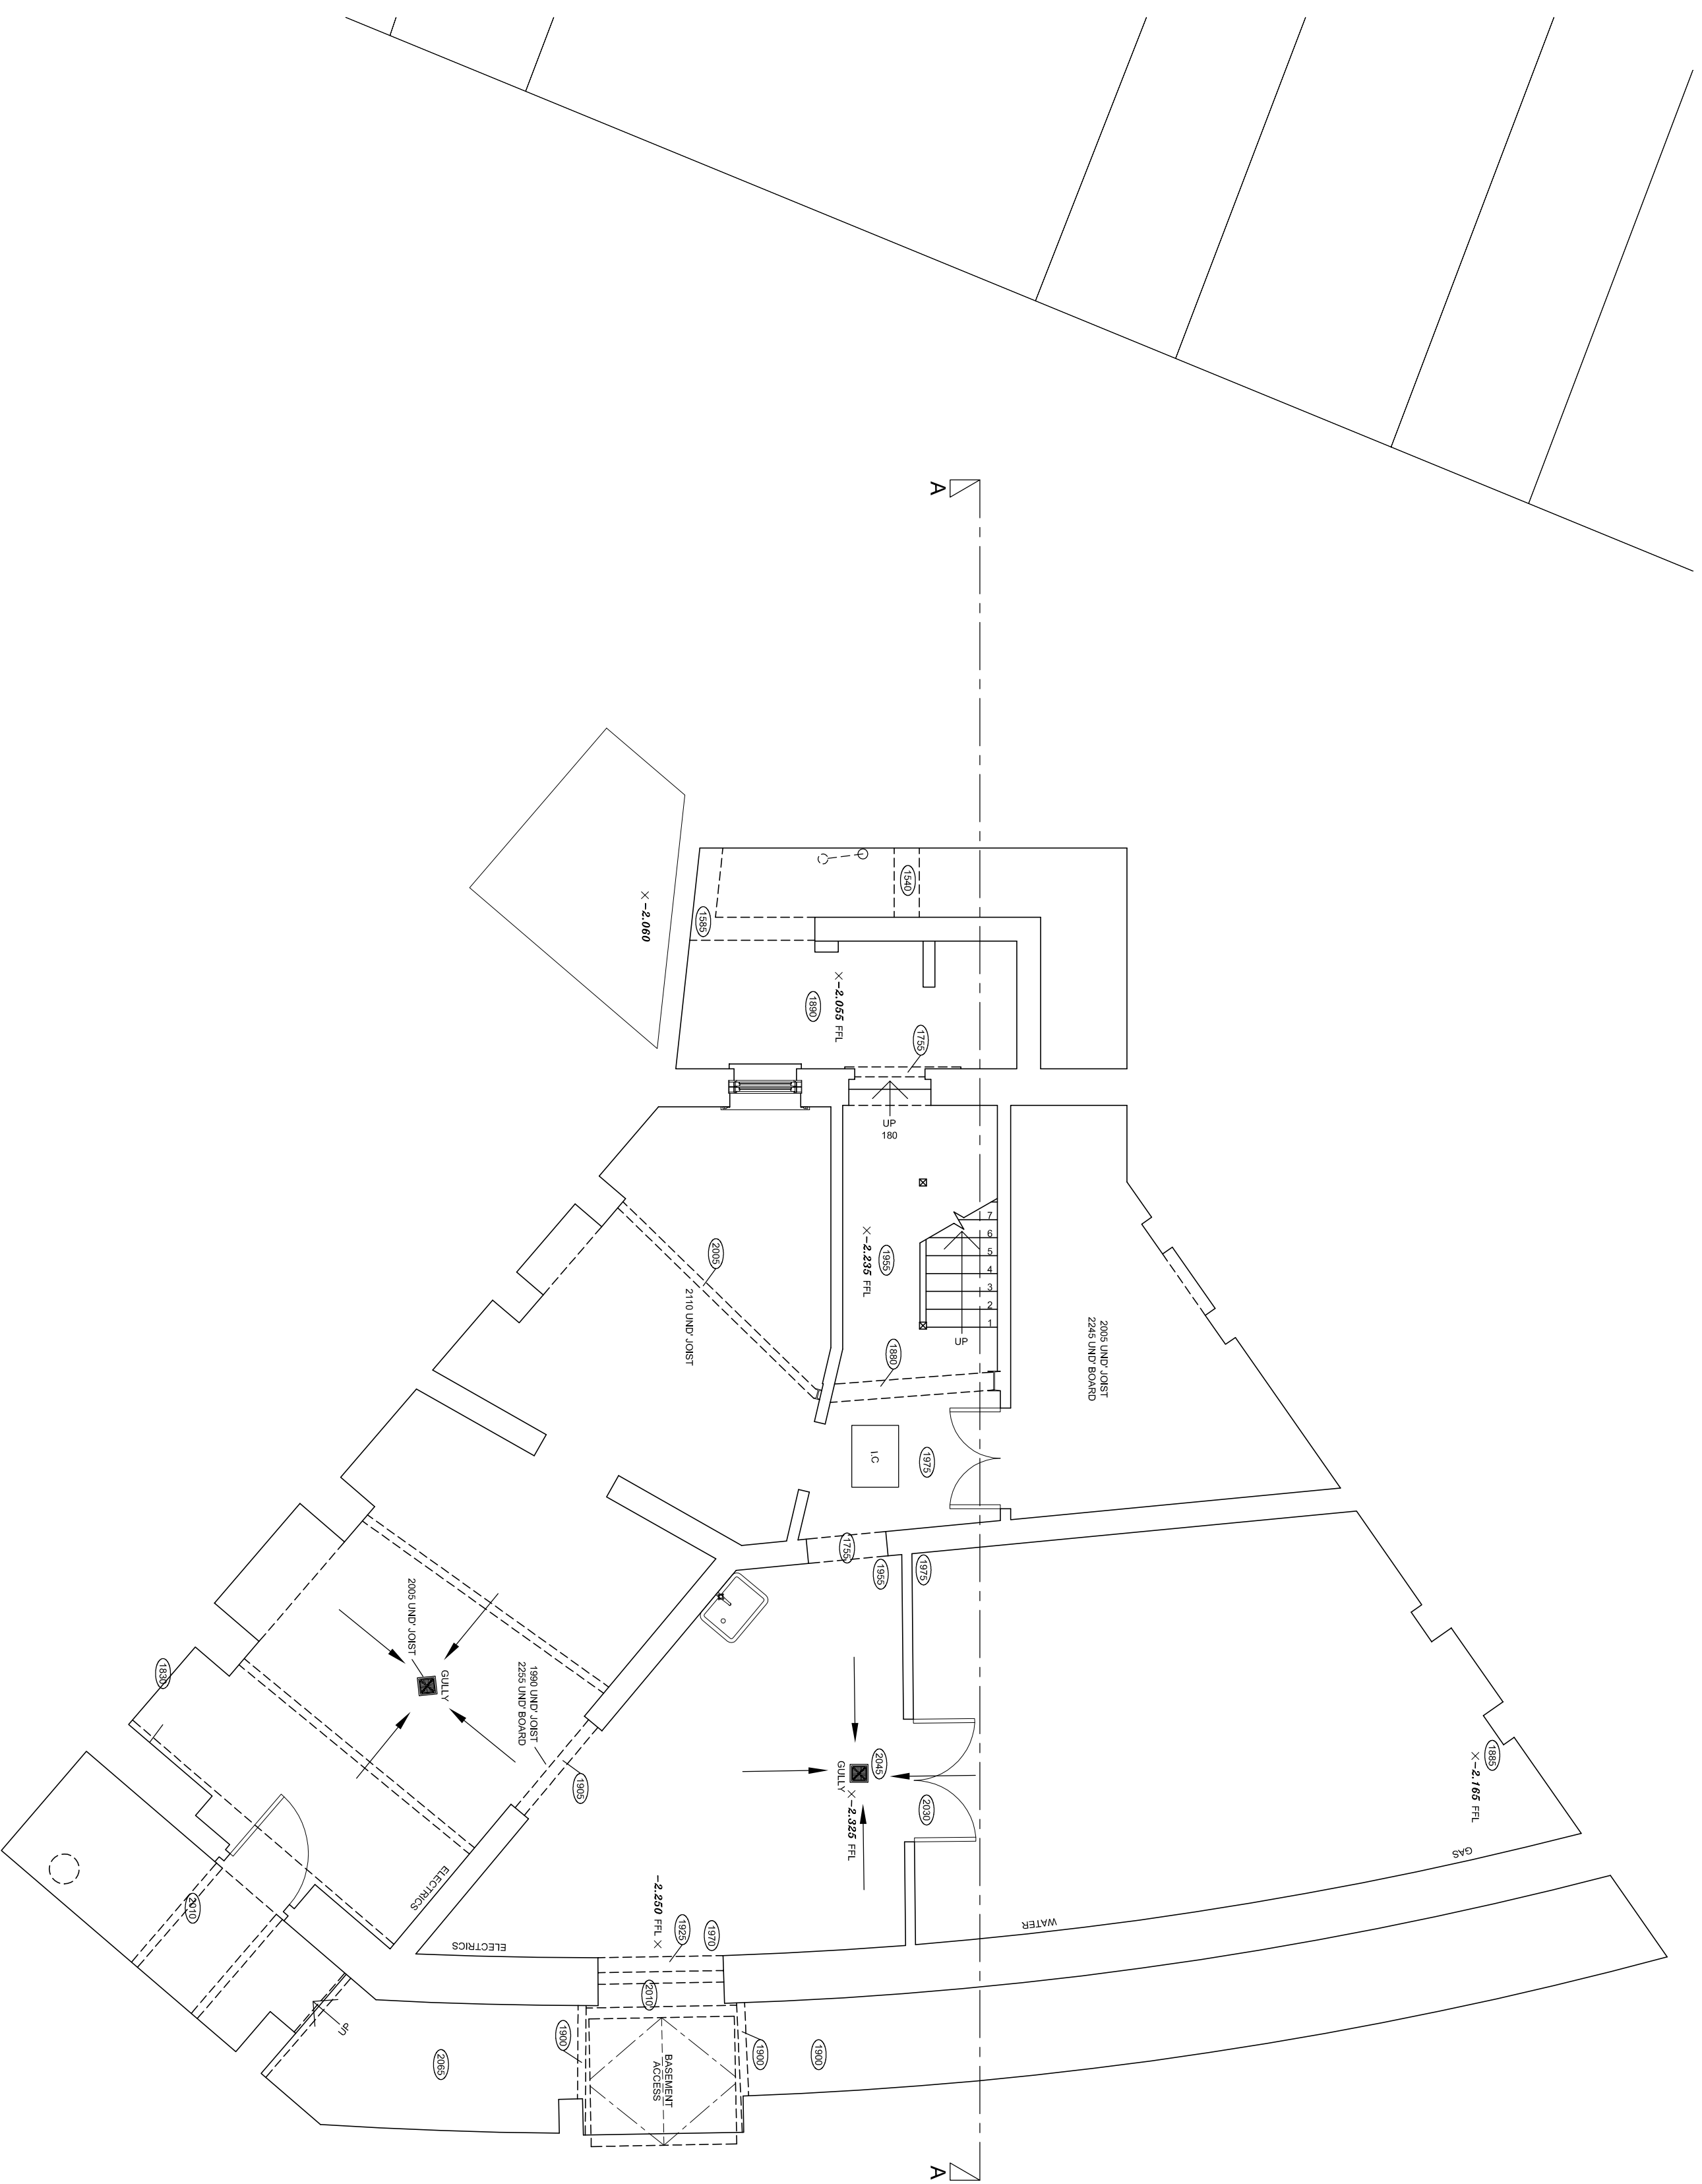 A
1540
1585
×-2.060
×-2.055 FFL
1890
1755
UP
180
7
6
5
4
3
2
1
UP
×-2.235 FFL
1955
2005
2110 UND' JOIST
1880
2005 UND' JOIST
2245 UND' BOARD
I.C
1975
1755
1955
1975
2005 UND' JOIST
GULLY
1990 UND' JOIST
2255 UND' BOARD
1905
1830
2045
GULLY
×-2.325 FFL
2030
1885
×-2.165 FFL
GAS
WATER
ELECTRICS
ELECTRICS
2010
-2.250 FFL ×
1925
1970
2010
UP
2065
1900
BASEMENT
ACCESS
1900
1900
A